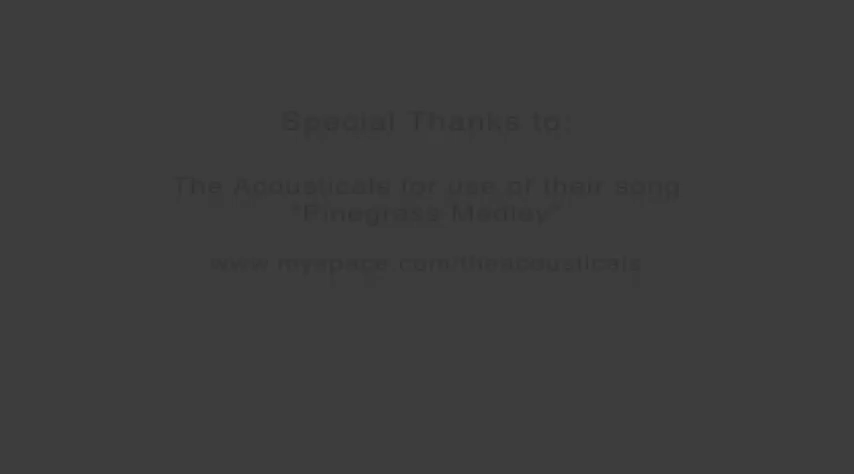 Special Thanks to:
The Acousticals for use of their song
"Pinegrass Medley"
www.myspace.com/theacousticals